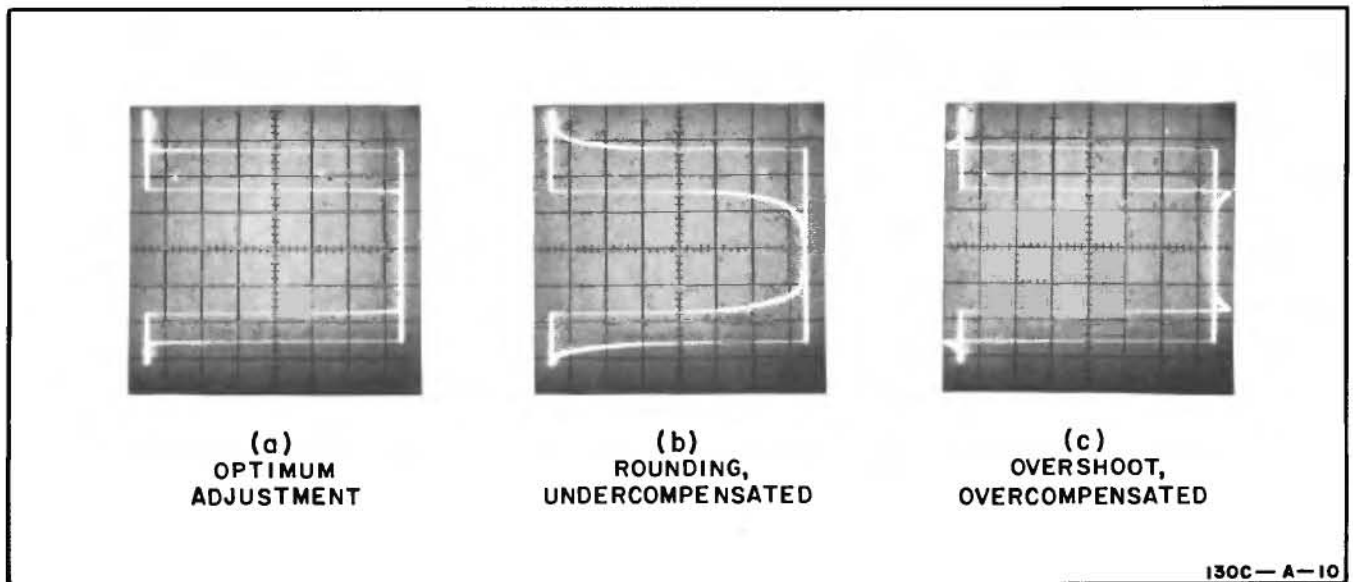 (a)
OPTIMUM
ADJUSTMENT
(b)
ROUNDING,
UNDERCOMPENSATED
(c)
OVERSHOOT,
OVERCOMPENSATED
130C-A-10